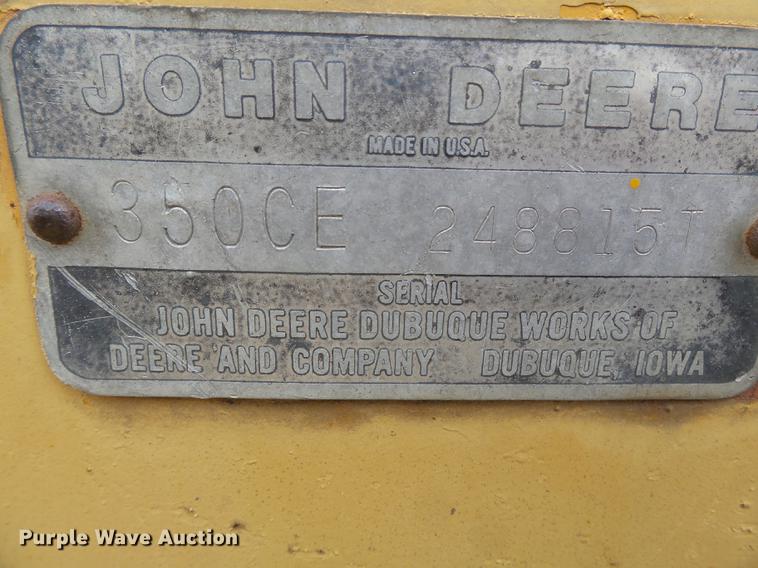 JOHN DEERE
MADE IN U.S.A.
350CE 248815T
SERIAL
JOHN DEERE DUBUQUE WORKS OF
DEERE AND COMPANY DUBUQUE, IOWA
Purple Wave Auction